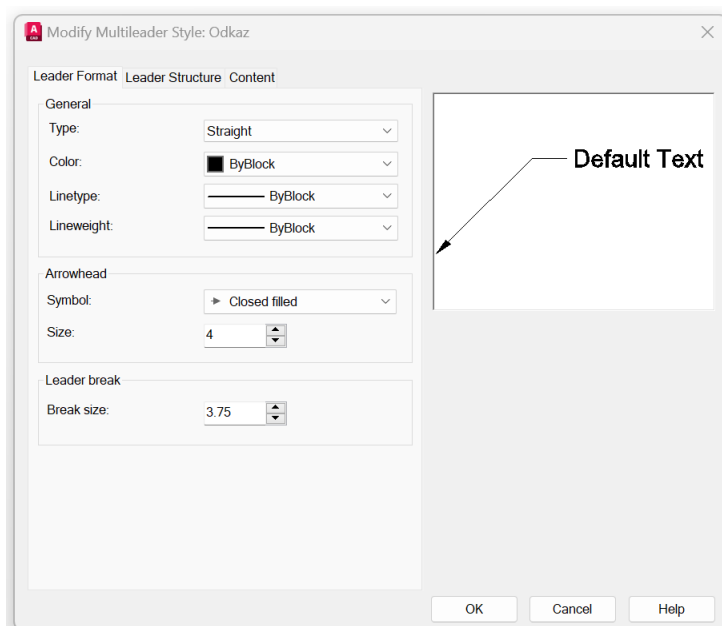 A
CAD
Modify Multileader Style: Odkaz
Leader Format Leader Structure Content
General
Type:
Straight
Color:
ByBlock
Linetype:
ByBlock
Lineweight:
ByBlock
Arrowhead
Symbol:
Closed filled
Size:
4
Leader break
Break size:
3.75
Default Text
OK Cancel Help